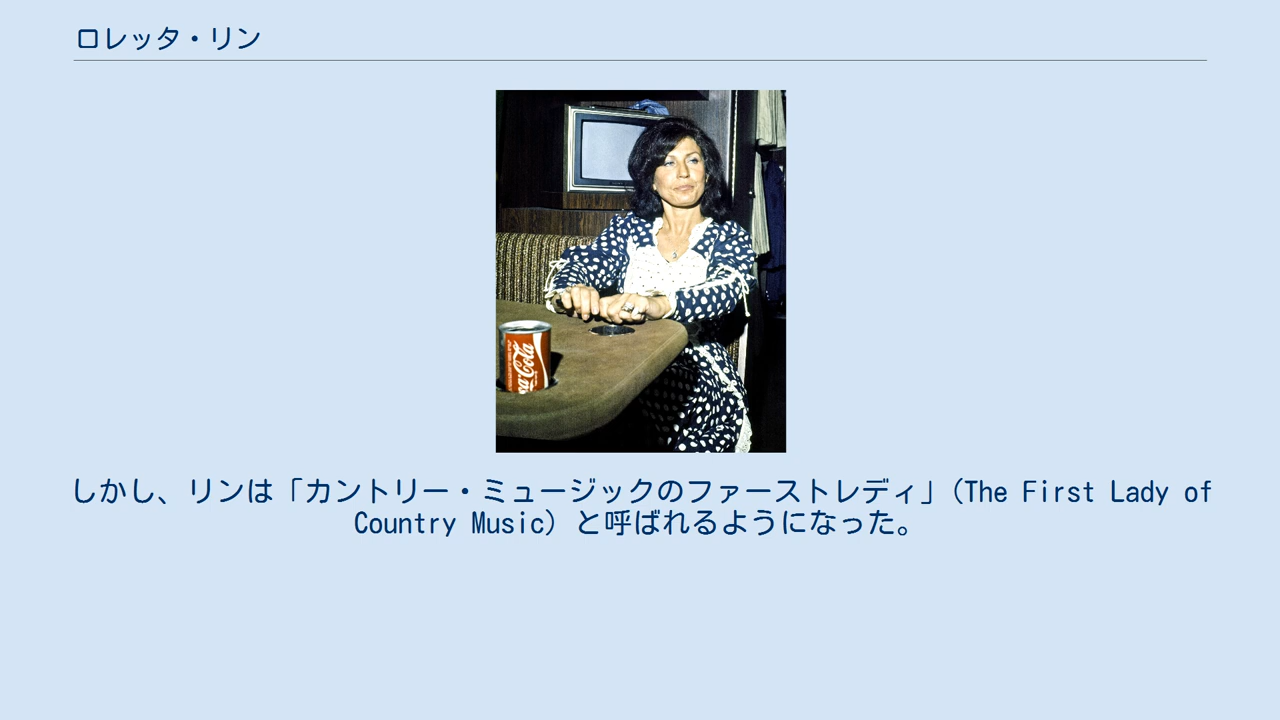 ロレッタ・リン
Coca-Cola
しかし、リンは「カントリー・ミュージックのファーストレディ」（The First Lady of
Country Music）と呼ばれるようになった。